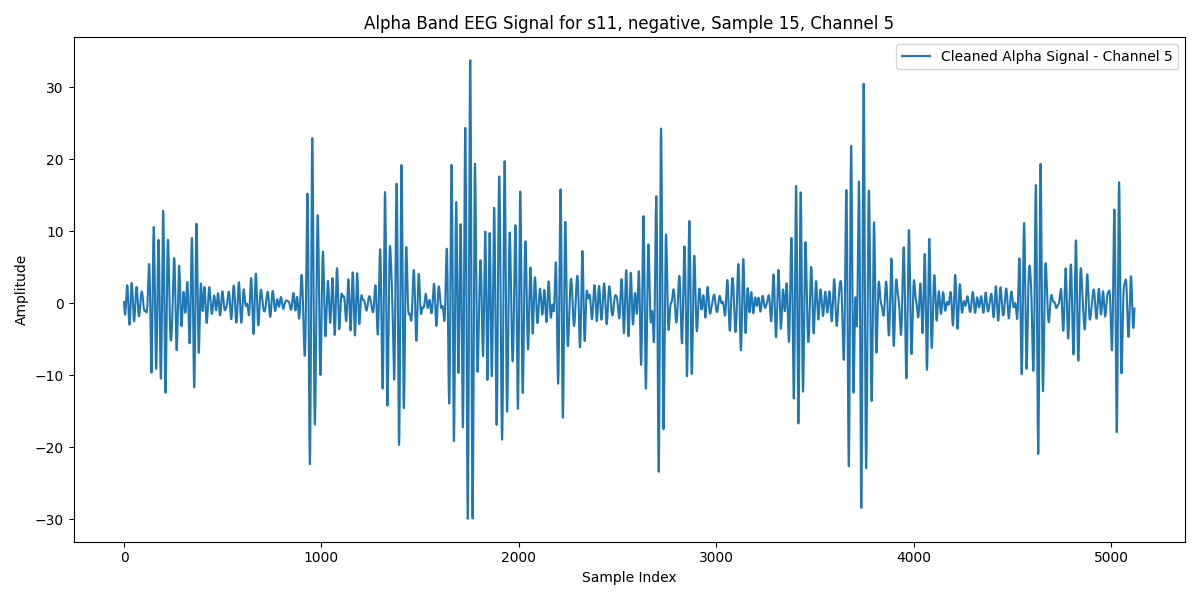 Alpha Band EEG Signal for s11, negative, Sample 15, Channel 5
Cleaned Alpha Signal - Channel 5
30
20
10
0
−10
−20
−30
Amplitude
0 1000 2000 3000 4000 5000
Sample Index